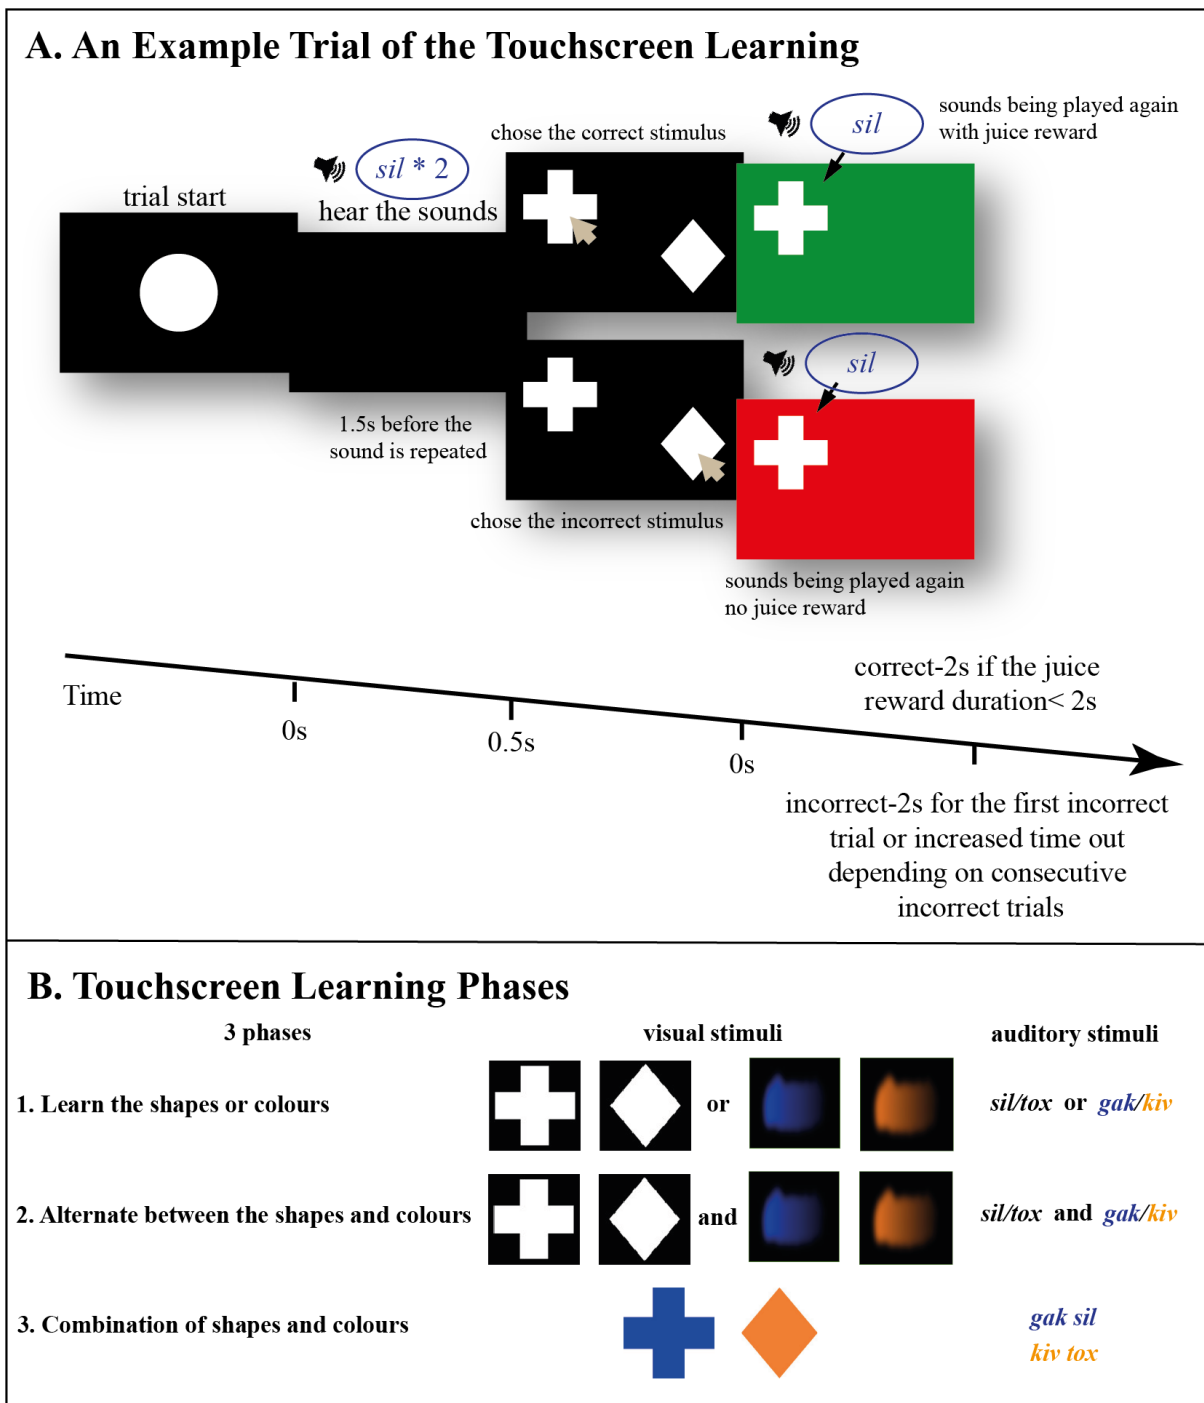 A. An Example Trial of the Touchscreen Learning
trial start
sil * 2
hear the sounds
1.5s before the
sound is repeated
chose the correct stimulus
sil
sounds being played again
with juice reward
chose the incorrect stimulus
sil
sounds being played again
no juice reward
Time
0s
0.5s
0s
correct-2s if the juice
reward duration< 2s
incorrect-2s for the first incorrect
trial or increased time out
depending on consecutive
incorrect trials
B. Touchscreen Learning Phases
3 phases visual stimuli auditory stimuli
1. Learn the shapes or colours or sil/tox or gak/kiv
2. Alternate between the shapes and colours and sil/tox and gak/kiv
3. Combination of shapes and colours
gak sil
kiv tox